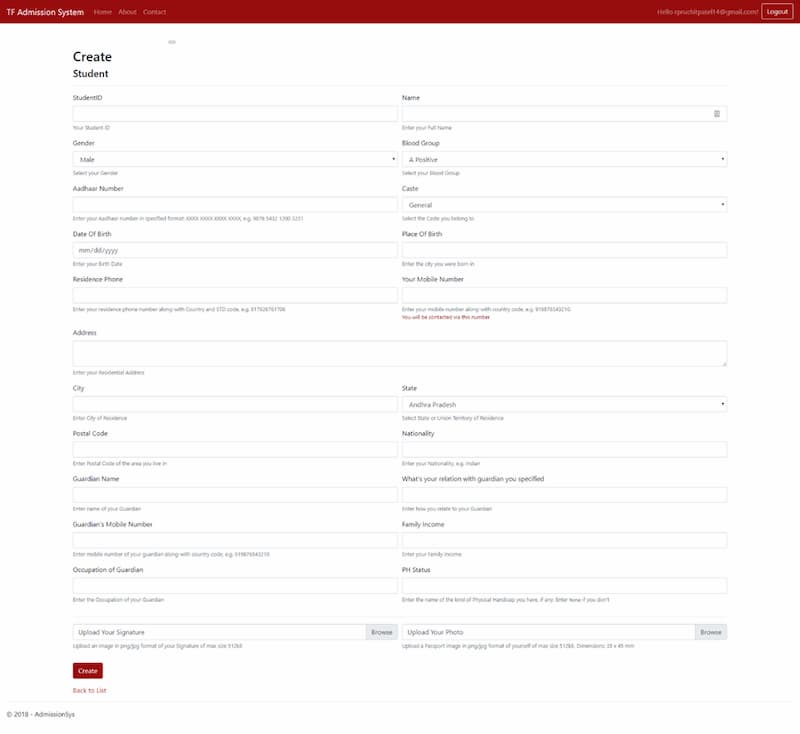 TF Admission System Home About Contact Hello rpruchitpatel14@gmail.com! Logout
Create
Student
StudentID Name
Your Student ID Enter your Full Name
Gender Blood Group
Male A Positive
Select your Gender Select your Blood Group
Aadhaar Number Caste
General
Enter your Aadhaar number in specified format: XXXX XXXX XXXX XXXX, e.g. Select the Caste you belong to
Date Of Birth Place Of Birth
mm/dd/yyyy
Enter your Birth Date Enter the city you were born in
Residence Phone Your Mobile Number
Enter your residence phone number along with Country and STD code, e.g. Enter your mobile number along with country code, e.g. 919876543210
You will be contacted via this number
Address
Enter your Residential Address
City State
Andhra Pradesh
Enter City of Residence Select State or Union Territory of Residence
Postal Code Nationality
Enter Postal Code of the area you live in Enter your Nationality, e.g. Indian
Guardian Name What's your relation with guardian you specified
Enter name of your Guardian Enter how you relate to your Guardian
Guardian's Mobile Number Family Income
Enter mobile number of your guardian along with country code, e.g. 919876543210 Enter your Family Income
Occupation of Guardian PH Status
Enter the Occupation of your Guardian Enter the name of the kind of Physical Handicap you have, if any. Enter None if you don't
Upload Your Signature Browse Upload Your Photo Browse
Upload an image in png/jpg format of your Signature of max size 512kB Upload a Passport image in png/jpg format of yourself of max size 512kB. Dimensions: 35 x 45 mm
Create
Back to List
© 2018 - AdmissionSys